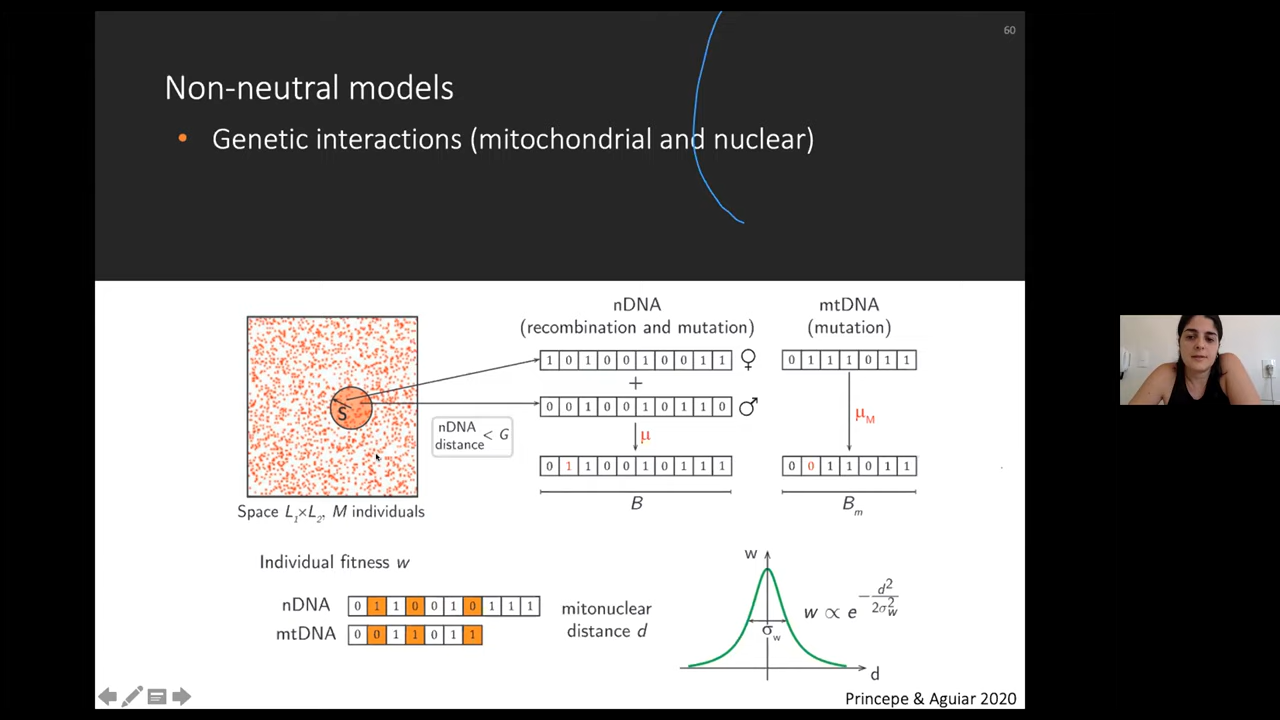 60
Non-neutral models
• Genetic interactions (mitochondrial and nuclear)
nDNA
(recombination and mutation)
mtDNA
(mutation)
1 0 1 0 0 1 0 0 1 1 ♀
0 1 1 1 0 1 1
+
S
0 0 1 0 0 1 0 1 1 0 ♂
nDNA
distance < G
μ
μM
0 1 1 0 0 1 0 1 1 1
0 0 1 1 0 1 1
B
Bm
Space L1×L2, M individuals
Individual fitness w
nDNA 0 1 1 0 0 1 0 1 1 1
mtDNA 0 0 1 1 0 1 1
mitonuclear
distance d
w
w ∝ e^{-d²/2σw²}
σw
d
Princepe & Aguiar 2020